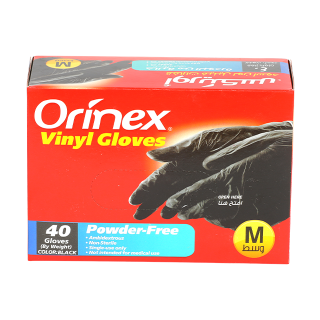 اورينكس
Orinex®
Vinyl Gloves
OPEN HERE
افتح هنا
40
Gloves
(By Weight)
COLOR:BLACK
Powder-Free
• Ambidextrous
• Non Sterile
• Single-use only
• Not intended for medical use
M
وسط